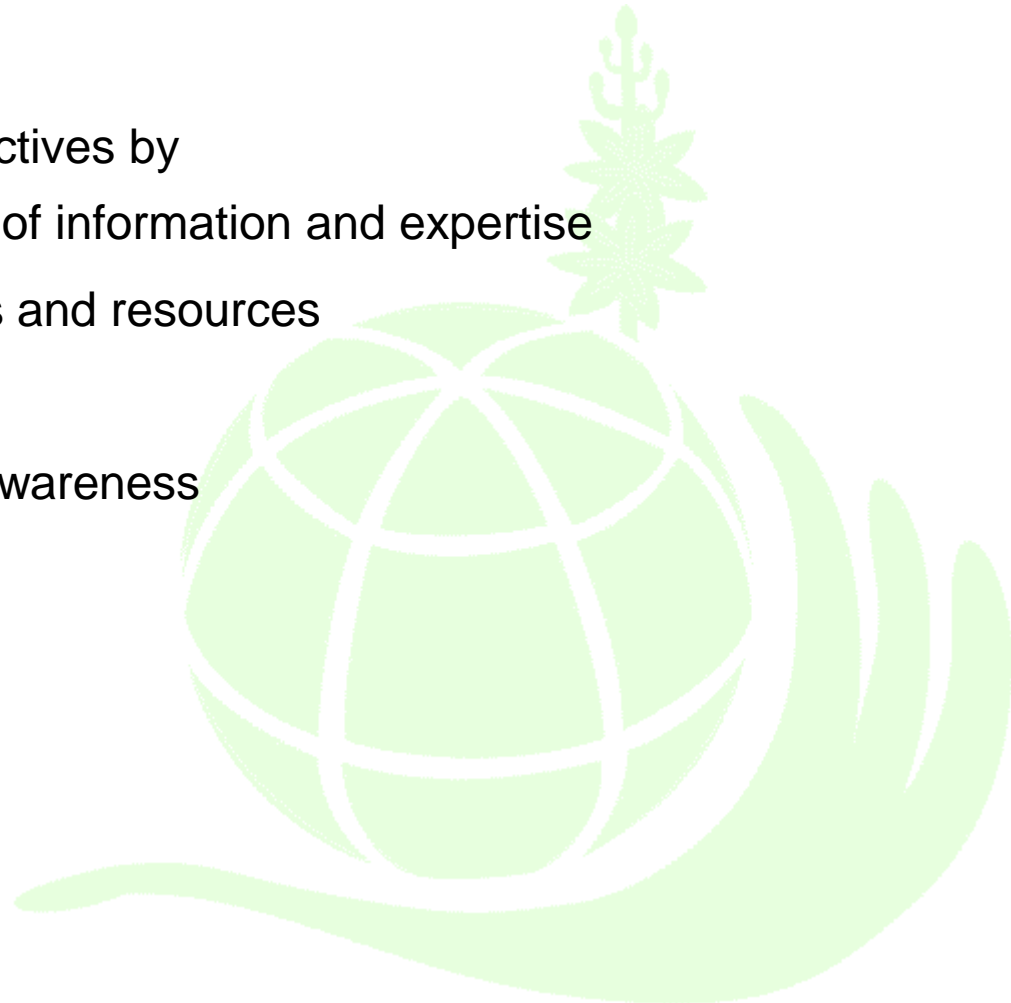 ctives by
of information and expertise
s and resources
wareness